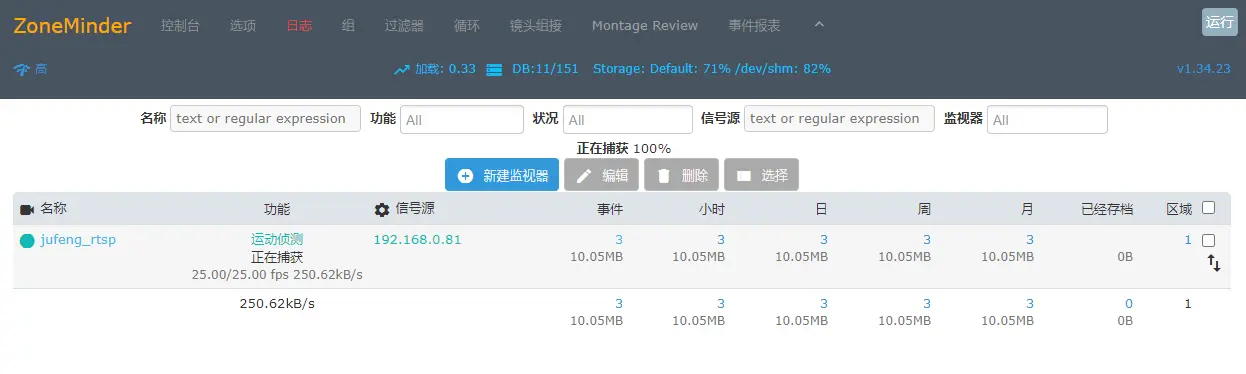 ZoneMinder 控制台 选项 日志 组 过滤器 循环 镜头组接 Montage Review 事件报表 运行
高 加载: 0.33 DB:11/151 Storage: Default: 71% /dev/shm: 82% v1.34.23
名称 text or regular expression 功能 All 状况 All 信号源 text or regular expression 监视器 All
正在捕获 100%
新建监视器 编辑 删除 选择
名称 功能 信号源 事件 小时 日 周 月 已经存档 区域
jufeng_rtsp 运动侦测 192.168.0.81 3 3 3 3 3 1
正在捕获 10.05MB 10.05MB 10.05MB 10.05MB 10.05MB 0B
25.00/25.00 fps 250.62kB/s
250.62kB/s 3 3 3 3 3 0 1
10.05MB 10.05MB 10.05MB 10.05MB 10.05MB 0B